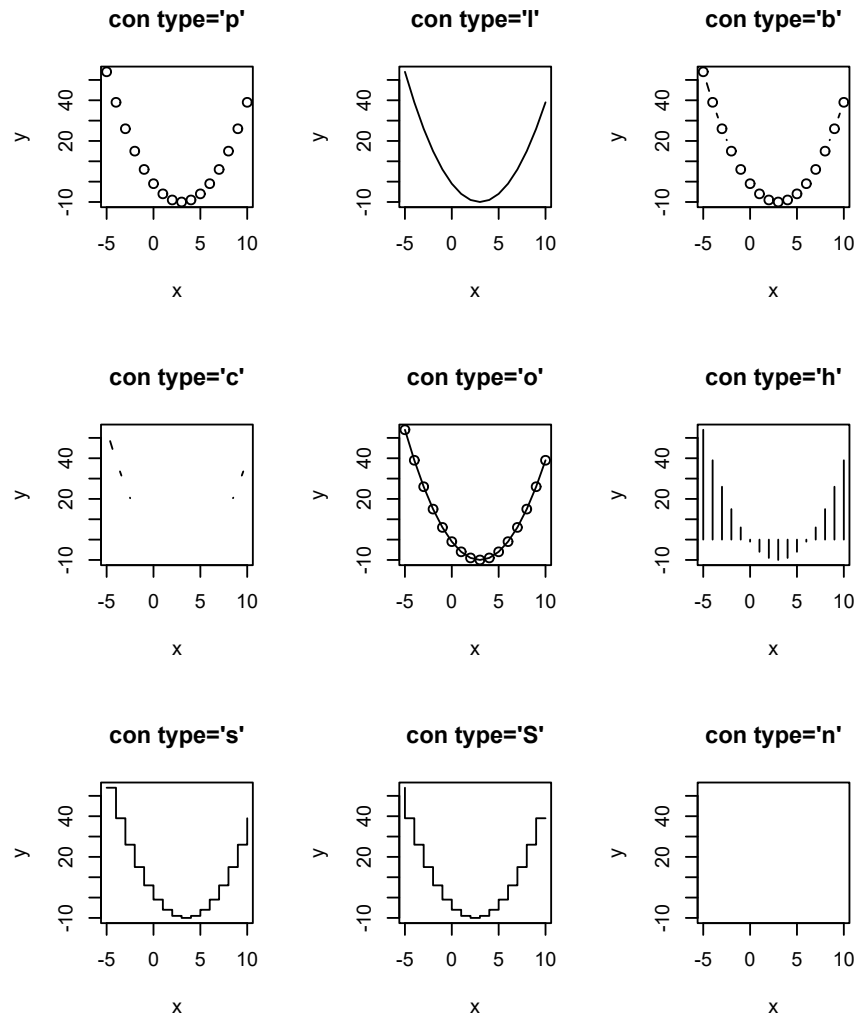 con type='p' con type='l' con type='b'
y -10 20 40 y -10 20 40 y -10 20 40
-5 0 5 10 -5 0 5 10 -5 0 5 10
x x x
con type='c' con type='o' con type='h'
y -10 20 40 y -10 20 40 y -10 20 40
-5 0 5 10 -5 0 5 10 -5 0 5 10
x x x
con type='s' con type='S' con type='n'
y -10 20 40 y -10 20 40 y -10 20 40
-5 0 5 10 -5 0 5 10 -5 0 5 10
x x x